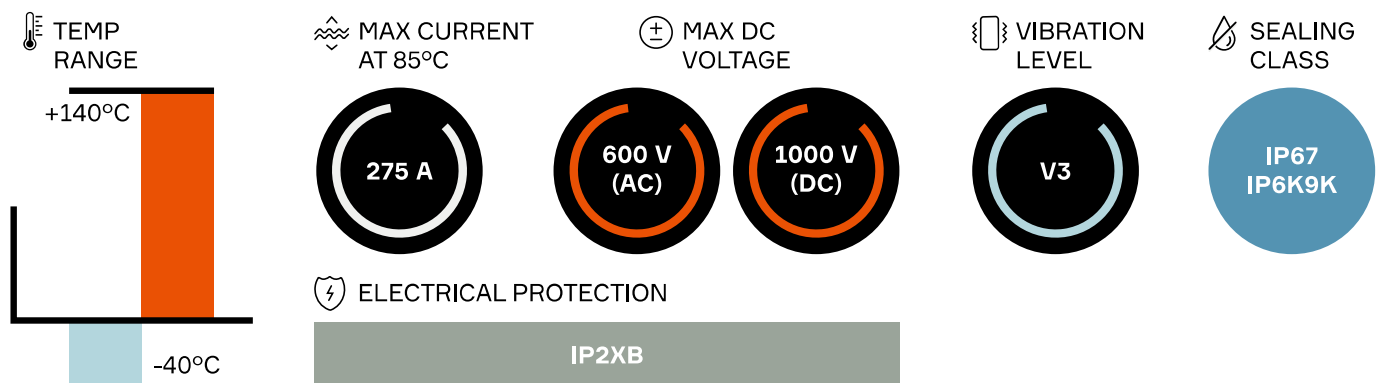 TEMP
RANGE
+140°C
-40°C
MAX CURRENT
AT 85°C
275 A
MAX DC
VOLTAGE
600 V
(AC)
1000 V
(DC)
VIBRATION
LEVEL
V3
SEALING
CLASS
IP67
IP6K9K
ELECTRICAL PROTECTION
IP2XB